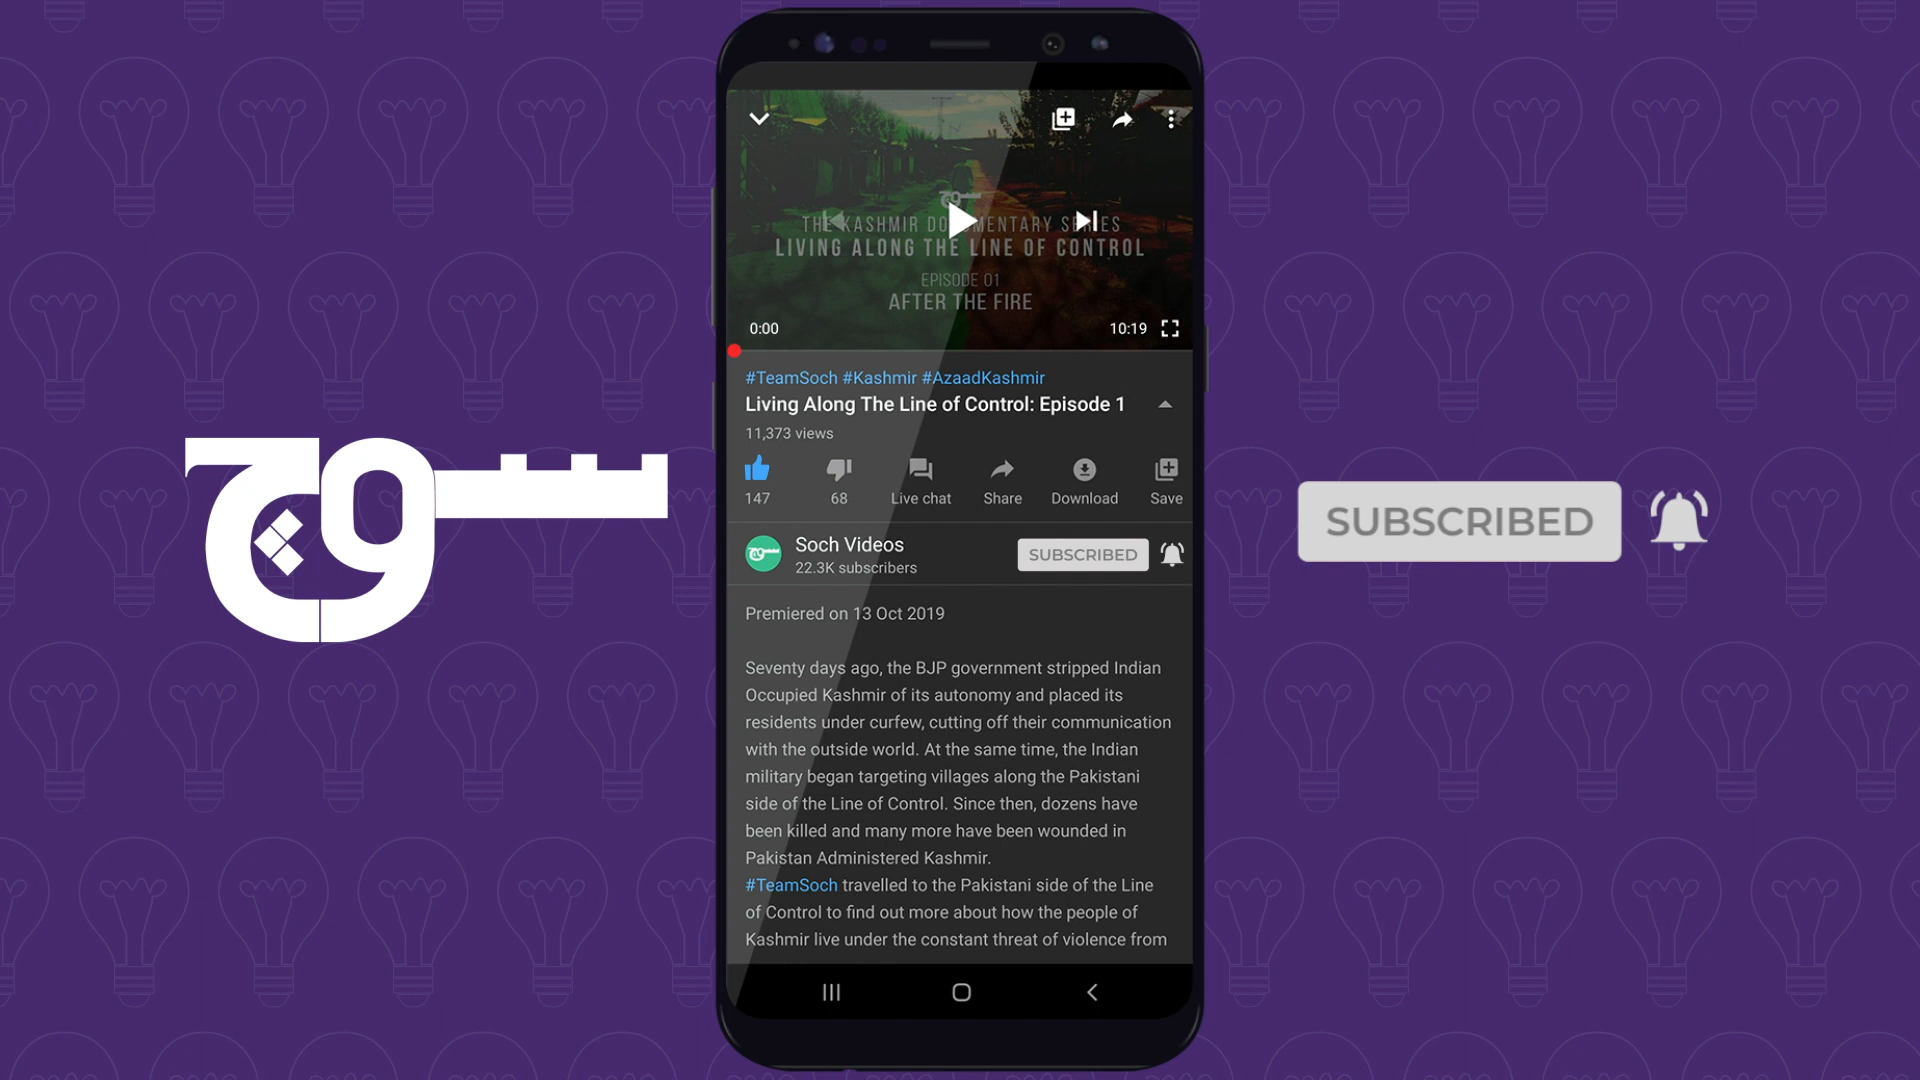 سوچ
THE KASHMIR DOCUMENTARY SERIES
LIVING ALONG THE LINE OF CONTROL
EPISODE 01
AFTER THE FIRE
0:00
10:19
#TeamSoch #Kashmir #AzaadKashmir
Living Along The Line of Control: Episode 1
11,373 views
147
68
Live chat
Share
Download
Save
Soch Videos
22.3K subscribers
SUBSCRIBED
Premiered on 13 Oct 2019
Seventy days ago, the BJP government stripped Indian
Occupied Kashmir of its autonomy and placed its
residents under curfew, cutting off their communication
with the outside world. At the same time, the Indian
military began targeting villages along the Pakistani
side of the Line of Control. Since then, dozens have
been killed and many more have been wounded in
Pakistan Administered Kashmir.
#TeamSoch travelled to the Pakistani side of the Line
of Control to find out more about how the people of
Kashmir live under the constant threat of violence from
سوچ
SUBSCRIBED